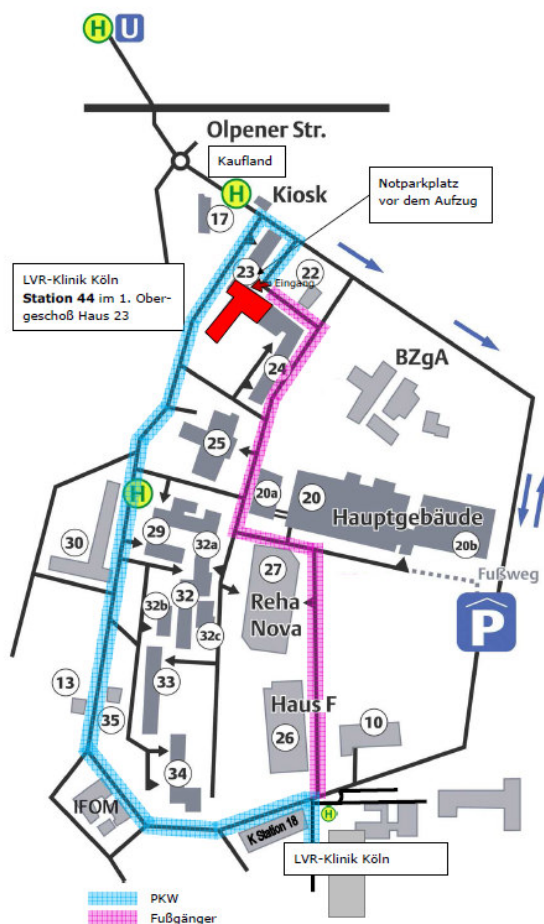 H U
Olpener Str.
Kaufland
H
Kiosk
Notparkplatz
vor dem Aufzug
17
LVR-Klinik Köln
Station 44 im 1. Ober-
geschoß Haus 23
23
22
Eingang
24
BZgA
25
H
20a
20
Hauptgebäude
20b
30
29
32a
27
Fußweg
32b
32
Reha
Nova
P
32c
33
13
35
Haus F
26
10
34
IFOM
K Station 18
H
LVR-Klinik Köln
PKW
Fußgänger